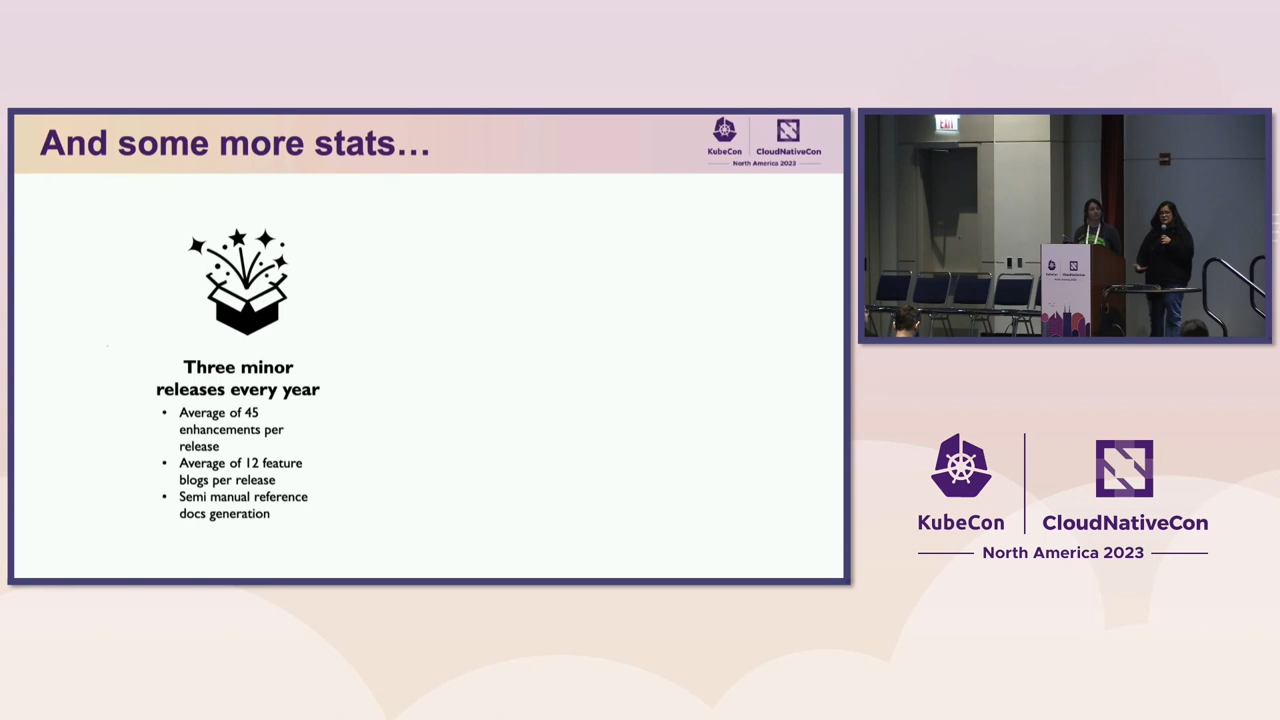 And some more stats…
KubeCon
CloudNativeCon
North America 2023
Three minor
releases every year
• Average of 45
enhancements per
release
• Average of 12 feature
blogs per release
• Semi manual reference
docs generation
EXIT
KubeCon
CloudNativeCon
North America 2023